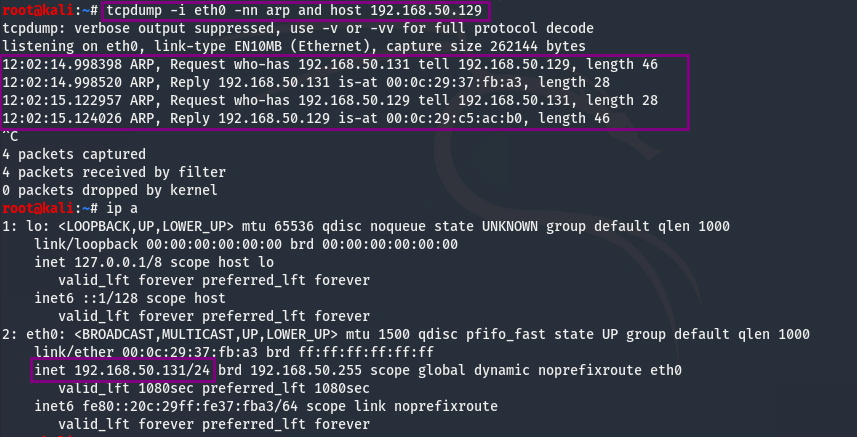 root@kali:~# tcpdump -i eth0 -nn arp and host 192.168.50.129
tcpdump: verbose output suppressed, use -v or -vv for full protocol decode
listening on eth0, link-type EN10MB (Ethernet), capture size 262144 bytes
12:02:14.998398 ARP, Request who-has 192.168.50.131 tell 192.168.50.129, length 46
12:02:14.998520 ARP, Reply 192.168.50.131 is-at 00:0c:29:37:fb:a3, length 28
12:02:15.122957 ARP, Request who-has 192.168.50.129 tell 192.168.50.131, length 28
12:02:15.124026 ARP, Reply 192.168.50.129 is-at 00:0c:29:c5:ac:b0, length 46
^C
4 packets captured
4 packets received by filter
0 packets dropped by kernel
root@kali:~# ip a
1: lo: <LOOPBACK,UP,LOWER_UP> mtu 65536 qdisc noqueue state UNKNOWN group default qlen 1000
    link/loopback 00:00:00:00:00:00 brd 00:00:00:00:00:00
    inet 127.0.0.1/8 scope host lo
       valid_lft forever preferred_lft forever
    inet6 ::1/128 scope host
       valid_lft forever preferred_lft forever
2: eth0: <BROADCAST,MULTICAST,UP,LOWER_UP> mtu 1500 qdisc pfifo_fast state UP group default qlen 1000
    link/ether 00:0c:29:37:fb:a3 brd ff:ff:ff:ff:ff:ff
    inet 192.168.50.131/24 brd 192.168.50.255 scope global dynamic noprefixroute eth0
       valid_lft 1080sec preferred_lft 1080sec
    inet6 fe80::20c:29ff:fe37:fba3/64 scope link noprefixroute
       valid_lft forever preferred_lft forever